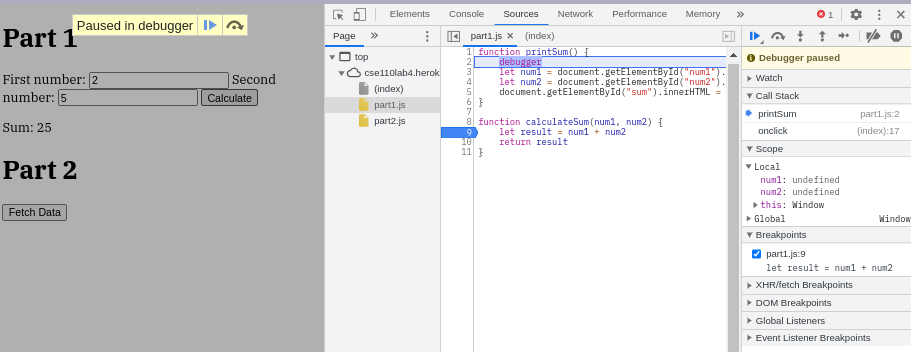 Paused in debugger
Part 1
First number: 2 Second
number: 5 Calculate
Sum: 25
Part 2
Fetch Data
Elements Console Sources Network Performance Memory » 1
Page »
top
cse110lab4.herok
(index)
part1.js
part2.js
part1.js × (index)
1 function printSum() {
2 debugger
3 let num1 = document.getElementById("num1").
4 let num2 = document.getElementById("num2").
5 document.getElementById("sum").innerHTML =
6 }
7
8 function calculateSum(num1, num2) {
9 let result = num1 + num2
10 return result
11 }
Debugger paused
Watch
Call Stack
printSum part1.js:2
onclick (index):17
Scope
Local
num1: undefined
num2: undefined
this: Window
Global Window
Breakpoints
part1.js:9
let result = num1 + num2
XHR/fetch Breakpoints
DOM Breakpoints
Global Listeners
Event Listener Breakpoints